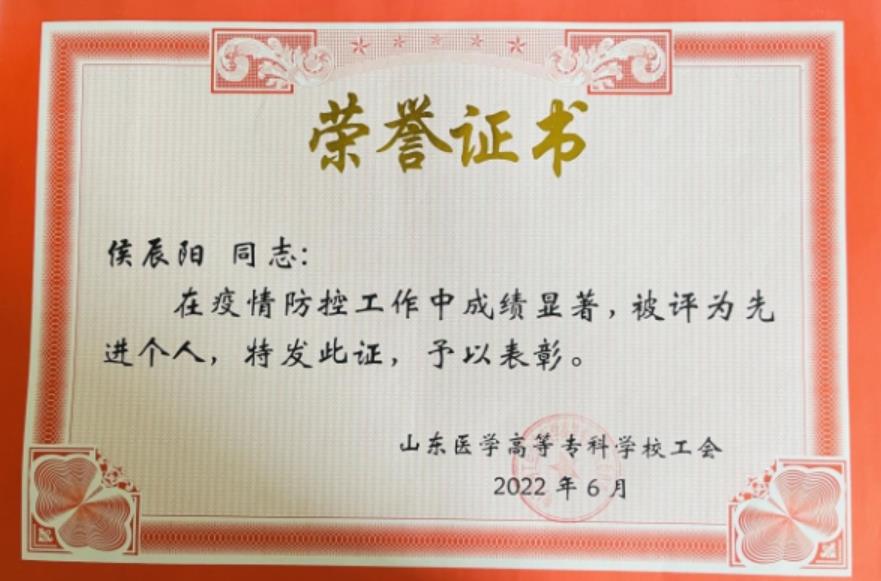 荣誉证书
侯辰阳 同志:
在疫情防控工作中成绩显著,被评为先
进个人,特发此证,予以表彰。
山东医学高等专科学校工会
2022 年 6 月